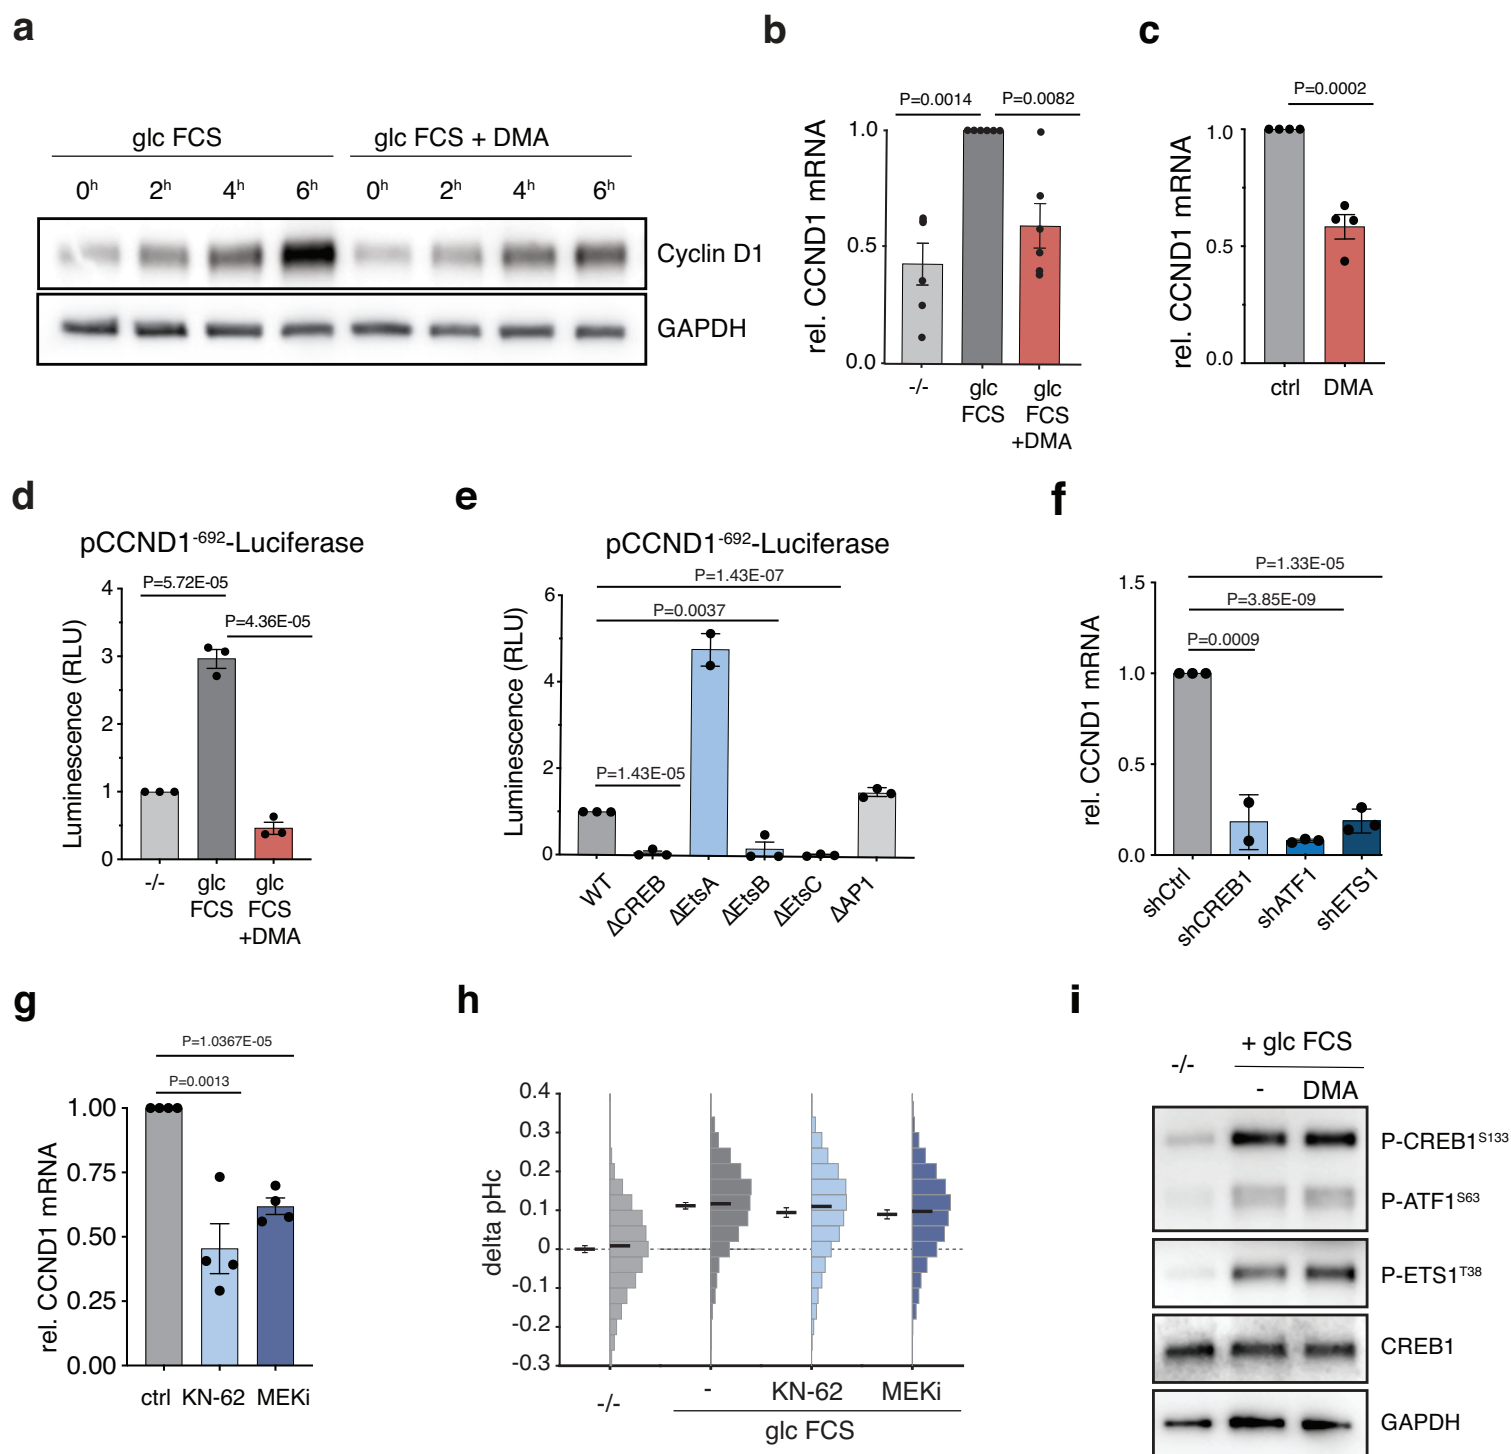 a
glc FCS
glc FCS + DMA
0h 2h 4h 6h 0h 2h 4h 6h
Cyclin D1
GAPDH
b
P=0.0014 P=0.0082
rel. CCND1 mRNA
1.0
0.5
0.0
-/-
glc
FCS
glc
FCS
+DMA
c
P=0.0002
rel. CCND1 mRNA
1.0
0.5
0.0
ctrl DMA
d
pCCND1-692-Luciferase
P=5.72E-05
P=4.36E-05
Luminescence (RLU)
4
3
2
1
0
-/-
glc
FCS
glc
FCS
+DMA
e
pCCND1-692-Luciferase
P=1.43E-07
P=0.0037
P=1.43E-05
Luminescence (RLU)
6
4
2
0
WT
ΔCREB
ΔEtsA
ΔEtsB
ΔEtsC
ΔAP1
f
P=1.33E-05
P=3.85E-09
P=0.0009
rel. CCND1 mRNA
1.5
1.0
0.5
0.0
shCtrl
shCREB1
shATF1
shETS1
g
P=1.0367E-05
P=0.0013
rel. CCND1 mRNA
1.00
0.75
0.50
0.25
0.00
ctrl KN-62 MEKi
h
delta pHc
0.4
0.3
0.2
0.1
0
-0.1
-0.2
-0.3
-/-
- KN-62 MEKi
glc FCS
i
+ glc FCS
-/-
- DMA
P-CREB1S133
P-ATF1S63
P-ETS1T38
CREB1
GAPDH